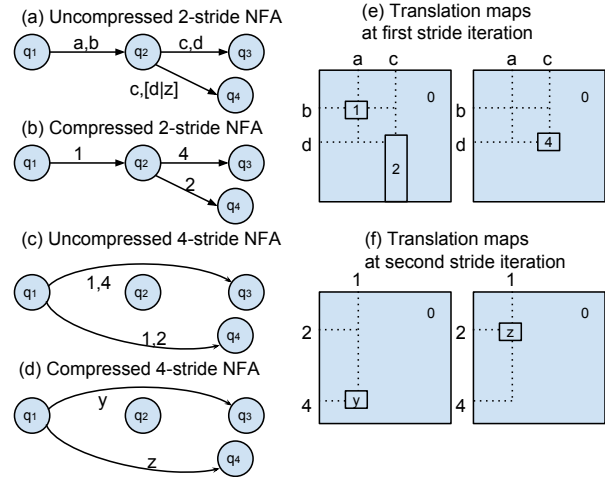 (a) Uncompressed 2-stride NFA
q1 a,b q2 c,d q3
c,[d|z]
q4
(b) Compressed 2-stride NFA
q1 1 q2 4 q3
2
q4
(c) Uncompressed 4-stride NFA
q1 1,4 q2 q3
1,2
q4
(d) Compressed 4-stride NFA
q1 y q2 q3
z
q4
(e) Translation maps
at first stride iteration
a c
0
b 1
d
2
a c
0
b
d 4
(f) Translation maps
at second stride iteration
1
0
2
4 y
1
0
2 z
4